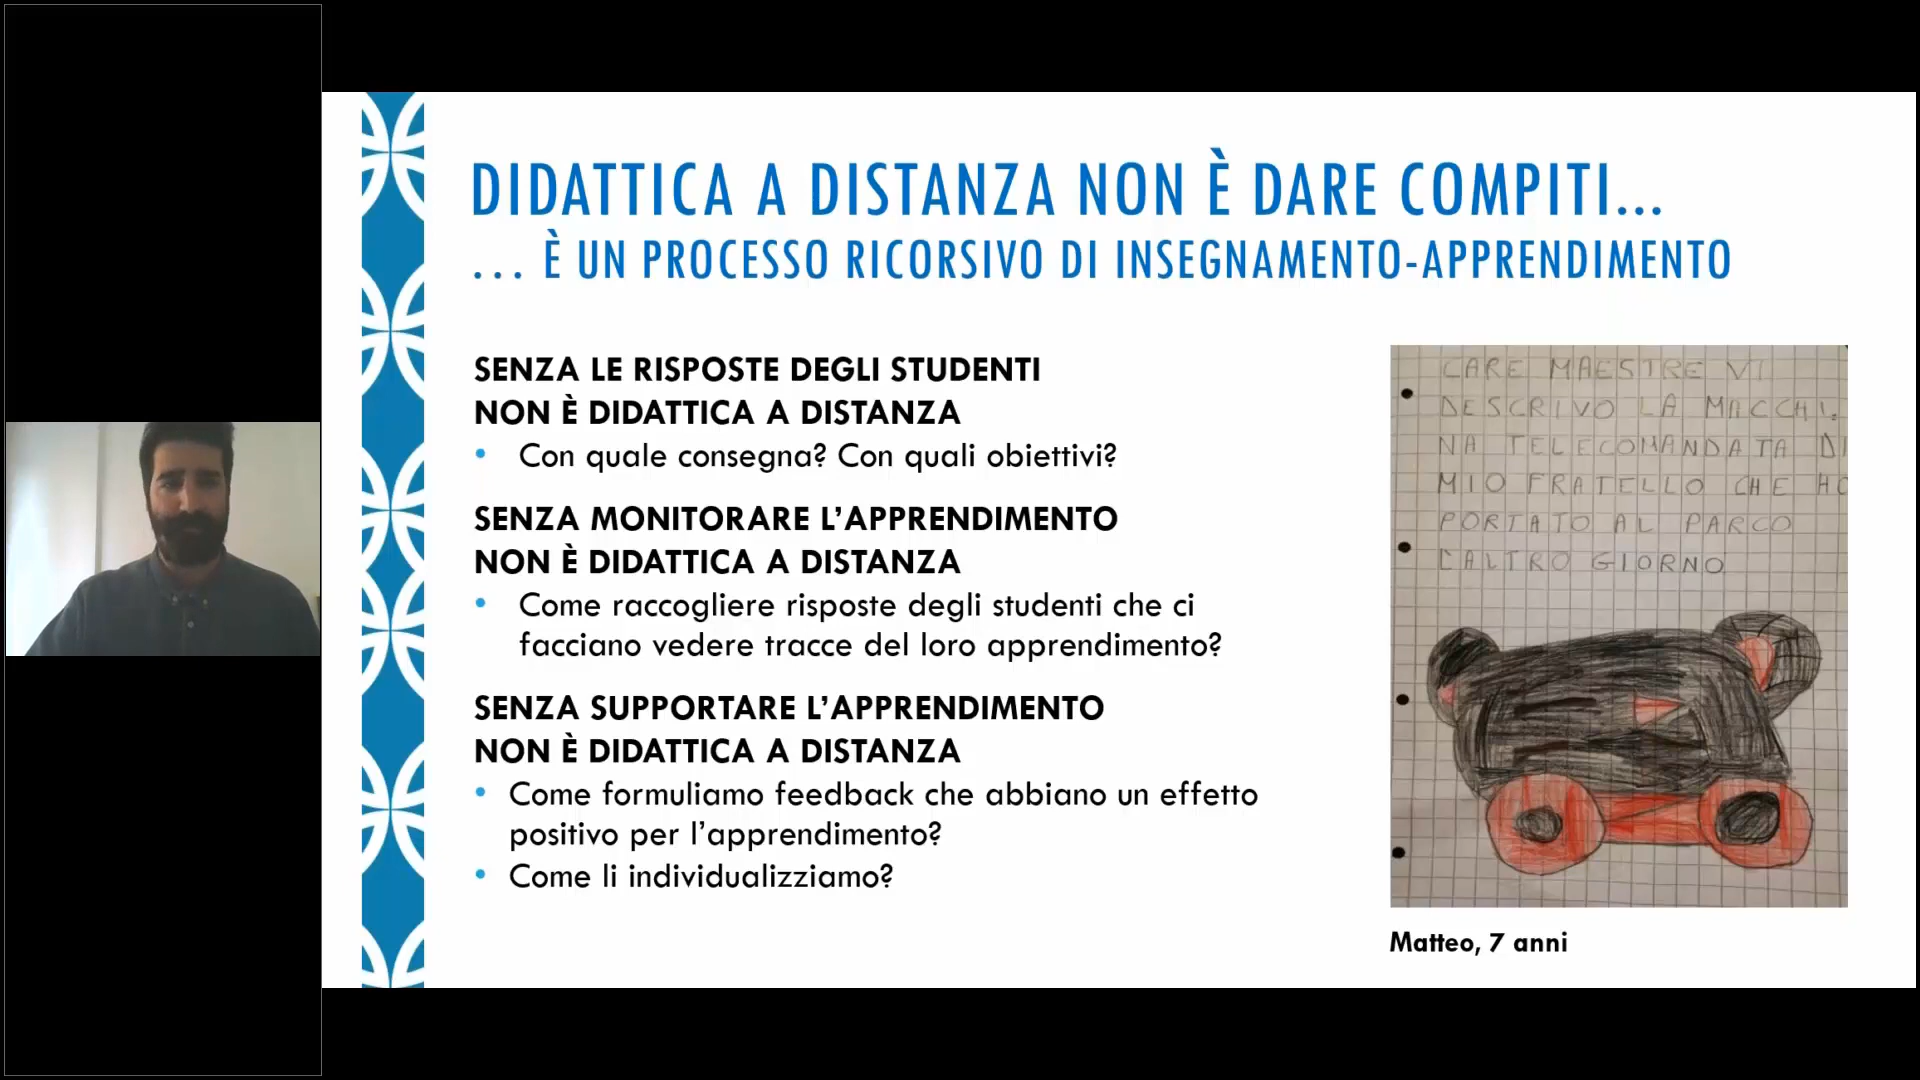 DIDATTICA A DISTANZA NON È DARE COMPITI...
... È UN PROCESSO RICORSIVO DI INSEGNAMENTO-APPRENDIMENTO
SENZA LE RISPOSTE DEGLI STUDENTI
NON È DIDATTICA A DISTANZA
• Con quale consegna? Con quali obiettivi?
SENZA MONITORARE L’APPRENDIMENTO
NON È DIDATTICA A DISTANZA
• Come raccogliere risposte degli studenti che ci
facciano vedere tracce del loro apprendimento?
SENZA SUPPORTARE L’APPRENDIMENTO
NON È DIDATTICA A DISTANZA
• Come formuliamo feedback che abbiano un effetto
positivo per l’apprendimento?
• Come li individualizziamo?
CARE MAESTRE VI
DESCRIVO LA MACCHI.
NA TELECOMANDATA DI
MIO FRATELLO CHE HO
PORTATO AL PARCO
L'ALTRO GIORNO
Matteo, 7 anni